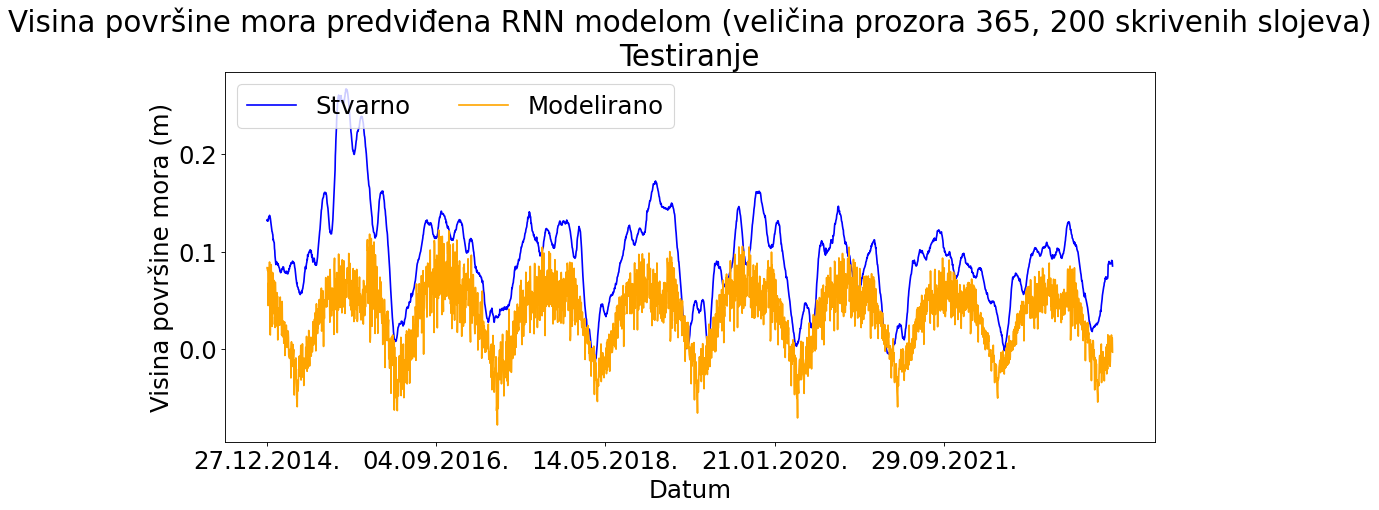 Visina površine mora predviđena RNN modelom (veličina prozora 365, 200 skrivenih slojeva)
Testiranje
Stvarno Modelirano
Visina površine mora (m)
0.2
0.1
0.0
27.12.2014. 04.09.2016. 14.05.2018. 21.01.2020. 29.09.2021.
Datum